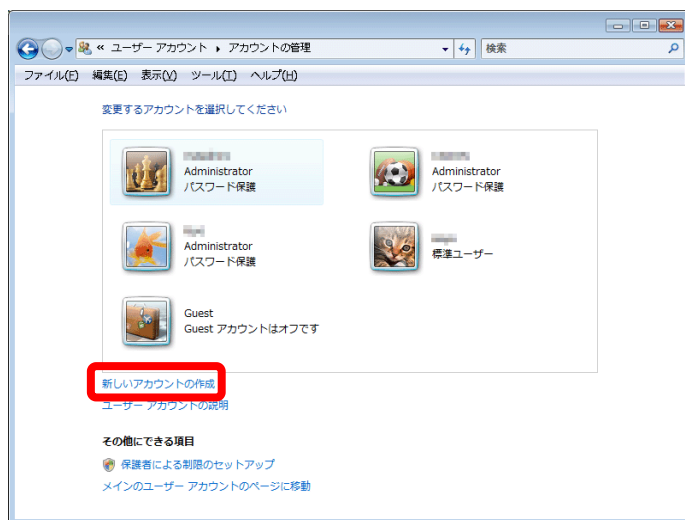 « ユーザー アカウント ▸ アカウントの管理
検索
ファイル(F) 編集(E) 表示(V) ツール(T) ヘルプ(H)
変更するアカウントを選択してください
Administrator
パスワード保護
Administrator
パスワード保護
Administrator
パスワード保護
標準ユーザー
Guest
Guest アカウントはオフです
新しいアカウントの作成
ユーザー アカウントの説明
その他にできる項目
保護者による制限のセットアップ
メインのユーザー アカウントのページに移動